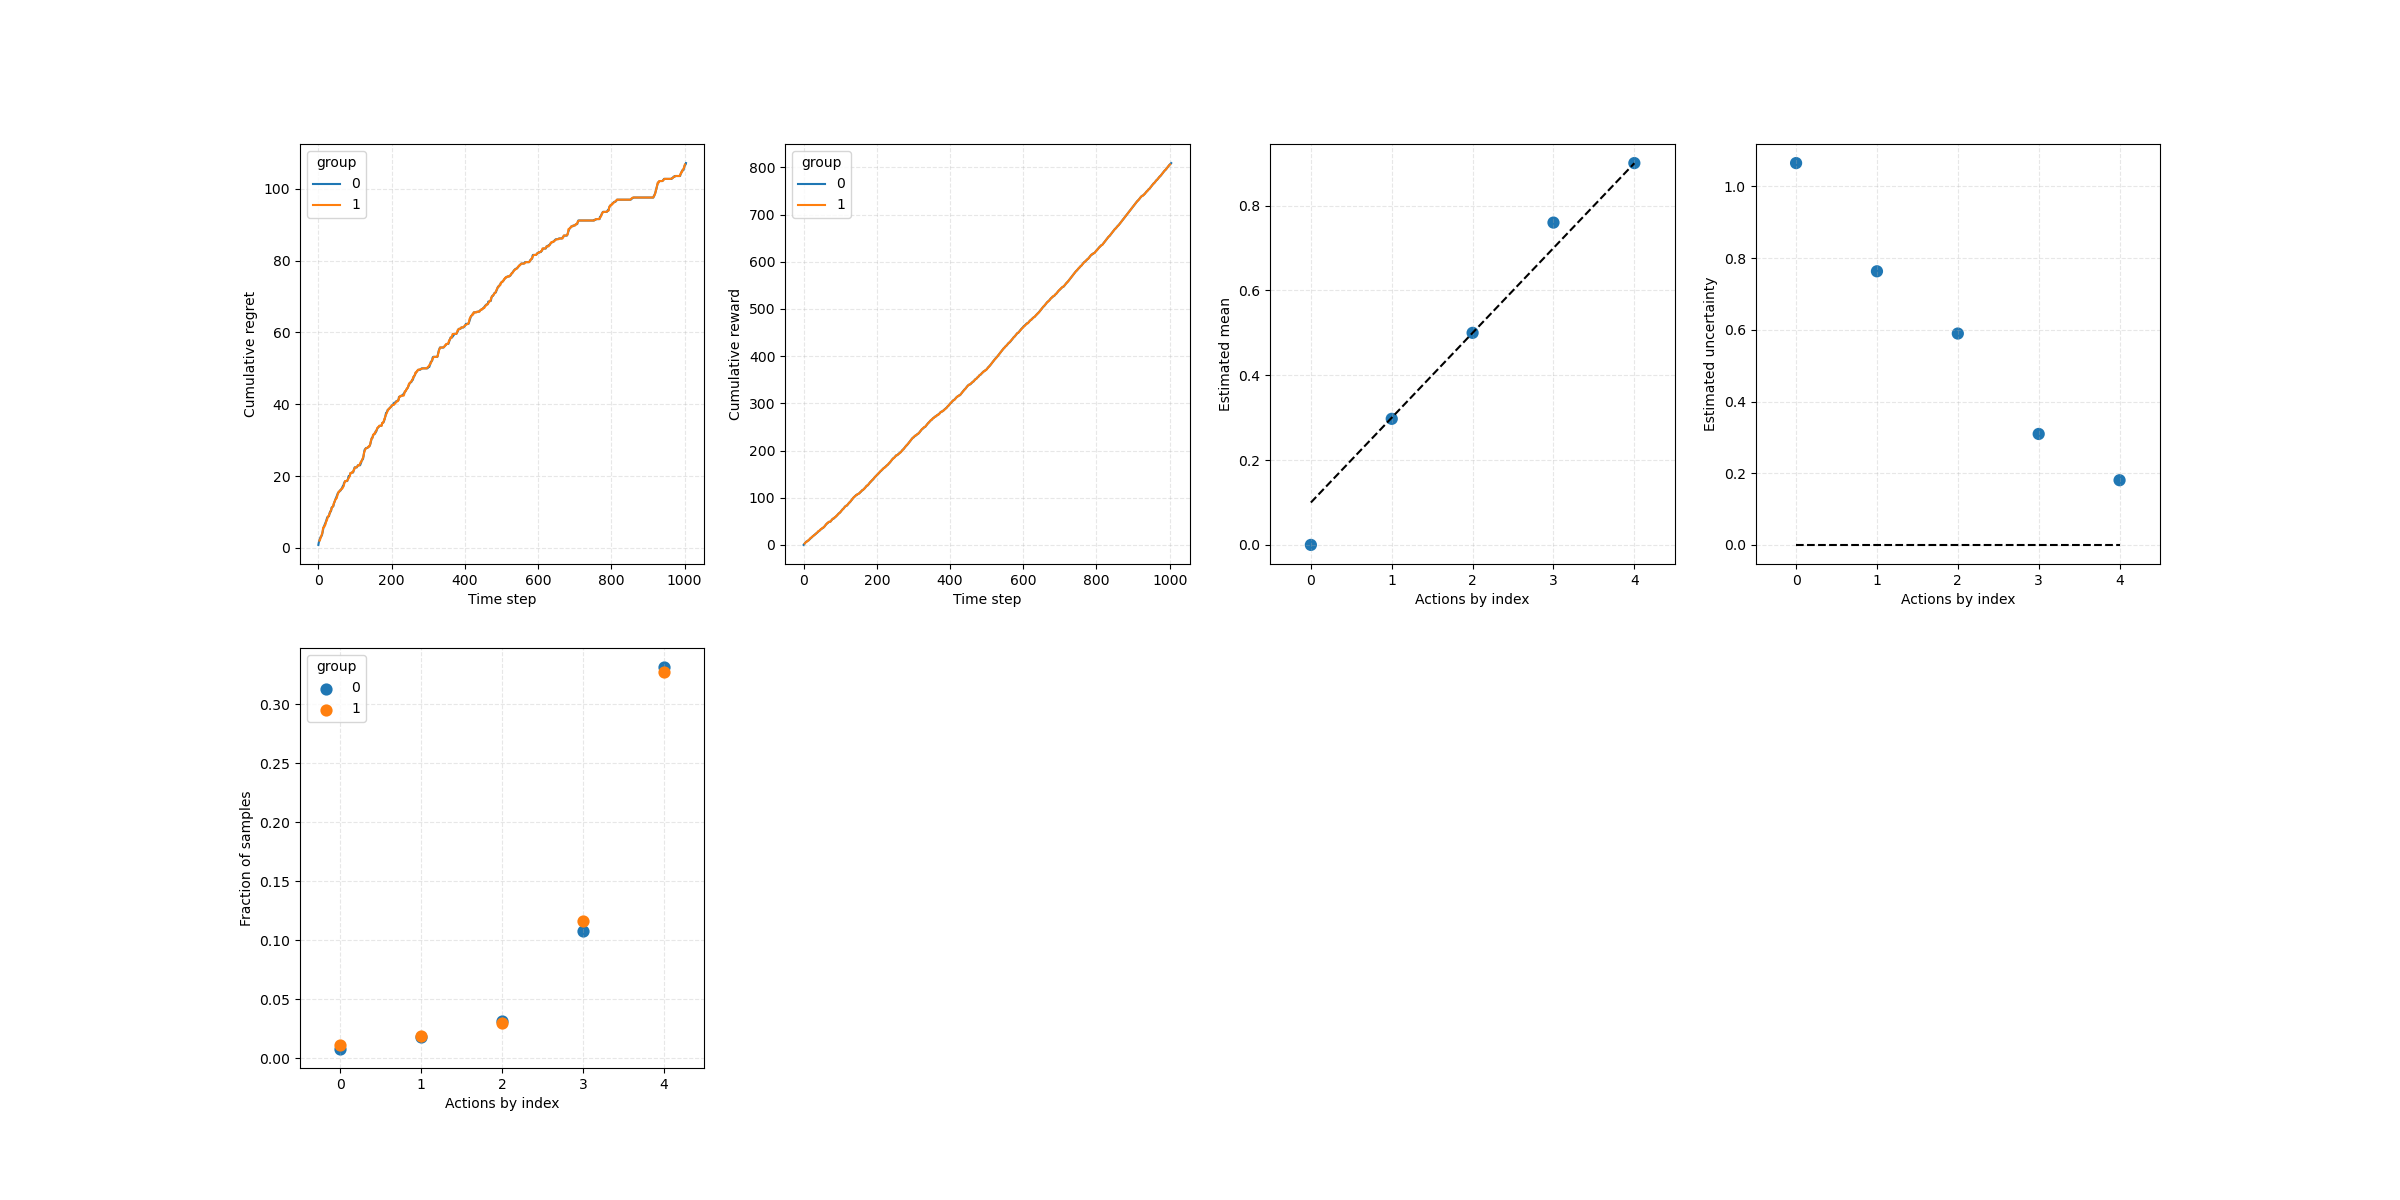 group
0
1
100
80
60
40
20
0
Cumulative regret
0 200 400 600 800 1000
Time step
group
0
1
800
700
600
500
400
300
200
100
0
Cumulative reward
0 200 400 600 800 1000
Time step
0.8
0.6
0.4
0.2
0.0
Estimated mean
0 1 2 3 4
Actions by index
1.0
0.8
0.6
0.4
0.2
0.0
Estimated uncertainty
0 1 2 3 4
Actions by index
group
0
1
0.30
0.25
0.20
0.15
0.10
0.05
0.00
Fraction of samples
0 1 2 3 4
Actions by index